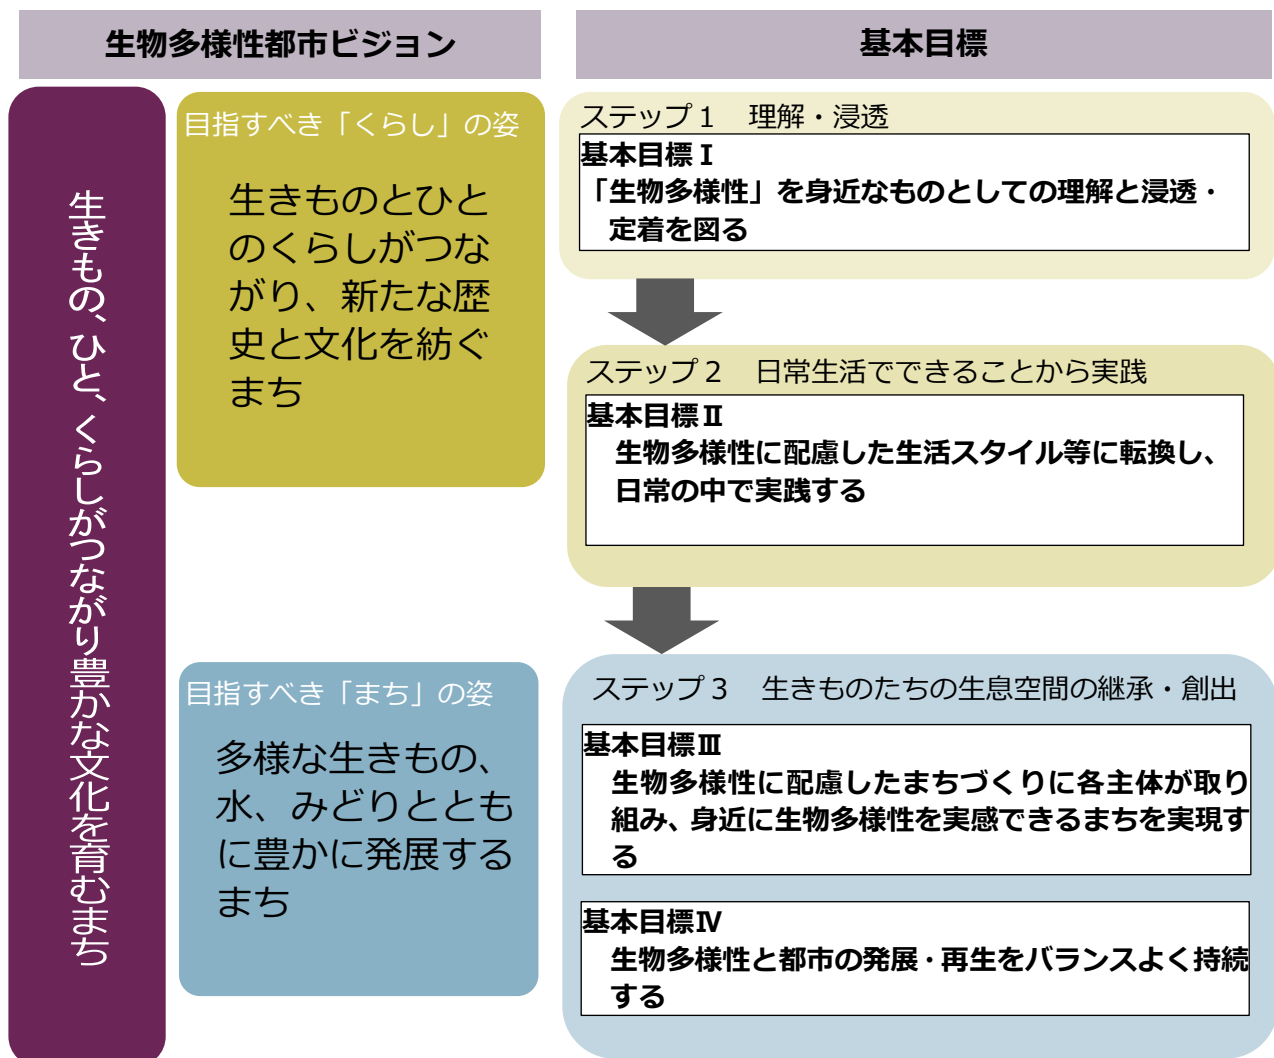 生物多様性都市ビジョン
基本目標
生きもの、ひと、くらしがつながり豊かな文化を育むまち
目指すべき「くらし」の姿
生きものとひと
のくらしがつな
がり、新たな歴
史と文化を紡ぐ
まち
目指すべき「まち」の姿
多様な生きもの、
水、みどりととも
に豊かに発展する
まち
ステップ１　理解・浸透
基本目標Ⅰ
「生物多様性」を身近なものとしての理解と浸透・
定着を図る
ステップ２　日常生活でできることから実践
基本目標Ⅱ
生物多様性に配慮した生活スタイル等に転換し、
日常の中で実践する
ステップ３　生きものたちの生息空間の継承・創出
基本目標Ⅲ
生物多様性に配慮したまちづくりに各主体が取り
組み、身近に生物多様性を実感できるまちを実現す
る
基本目標Ⅳ
生物多様性と都市の発展・再生をバランスよく持続
する